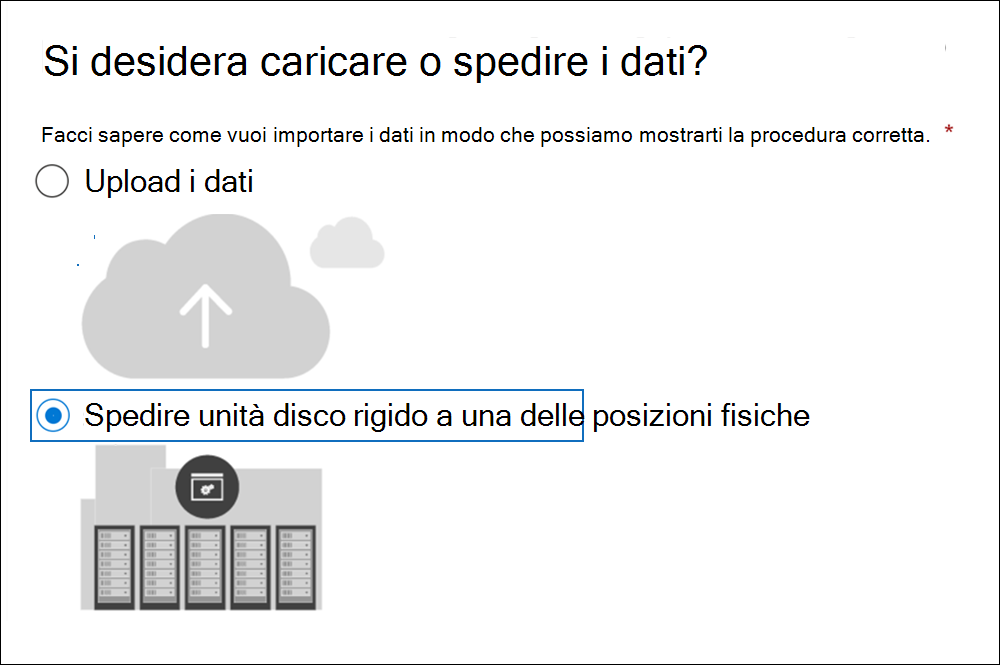 Si desidera caricare o spedire i dati?
Facci sapere come vuoi importare i dati in modo che possiamo mostrarti la procedura corretta. *
Upload i dati
Spedire unità disco rigido a una delle posizioni fisiche